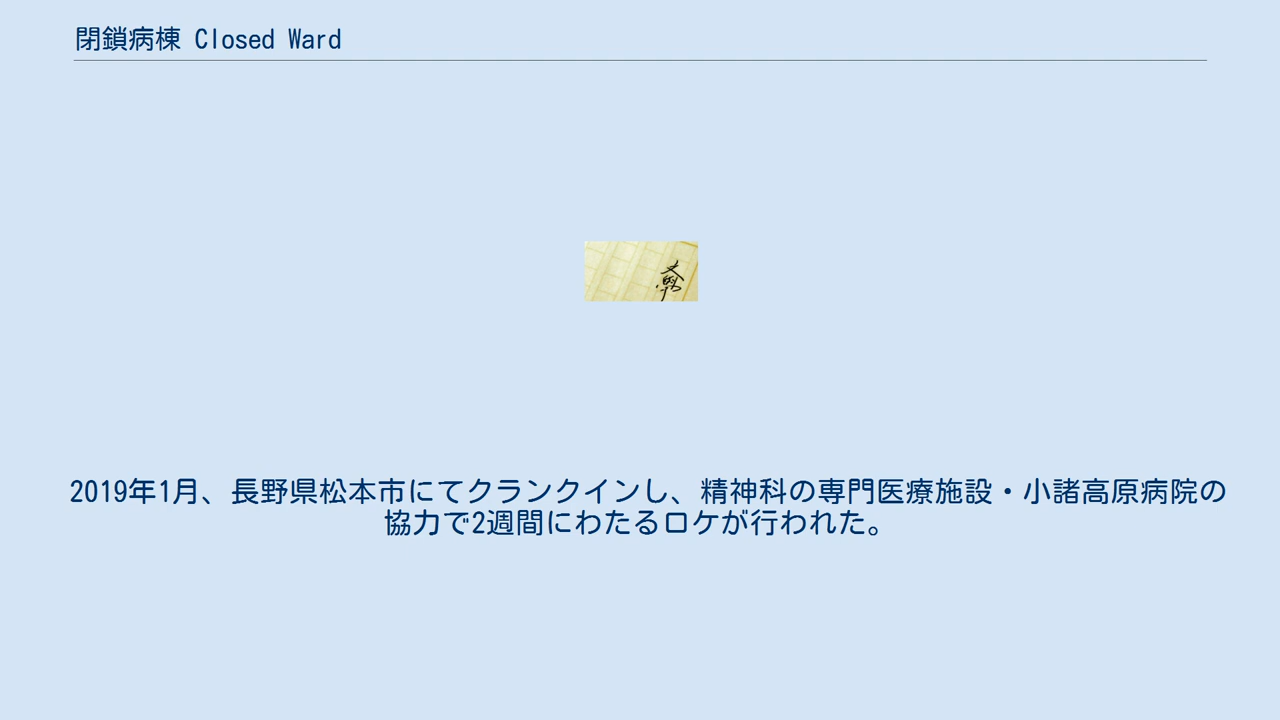 閉鎖病棟 Closed Ward
2019年1月、長野県松本市にてクランクインし、精神科の専門医療施設・小諸高原病院の
協力で2週間にわたるロケが行われた。